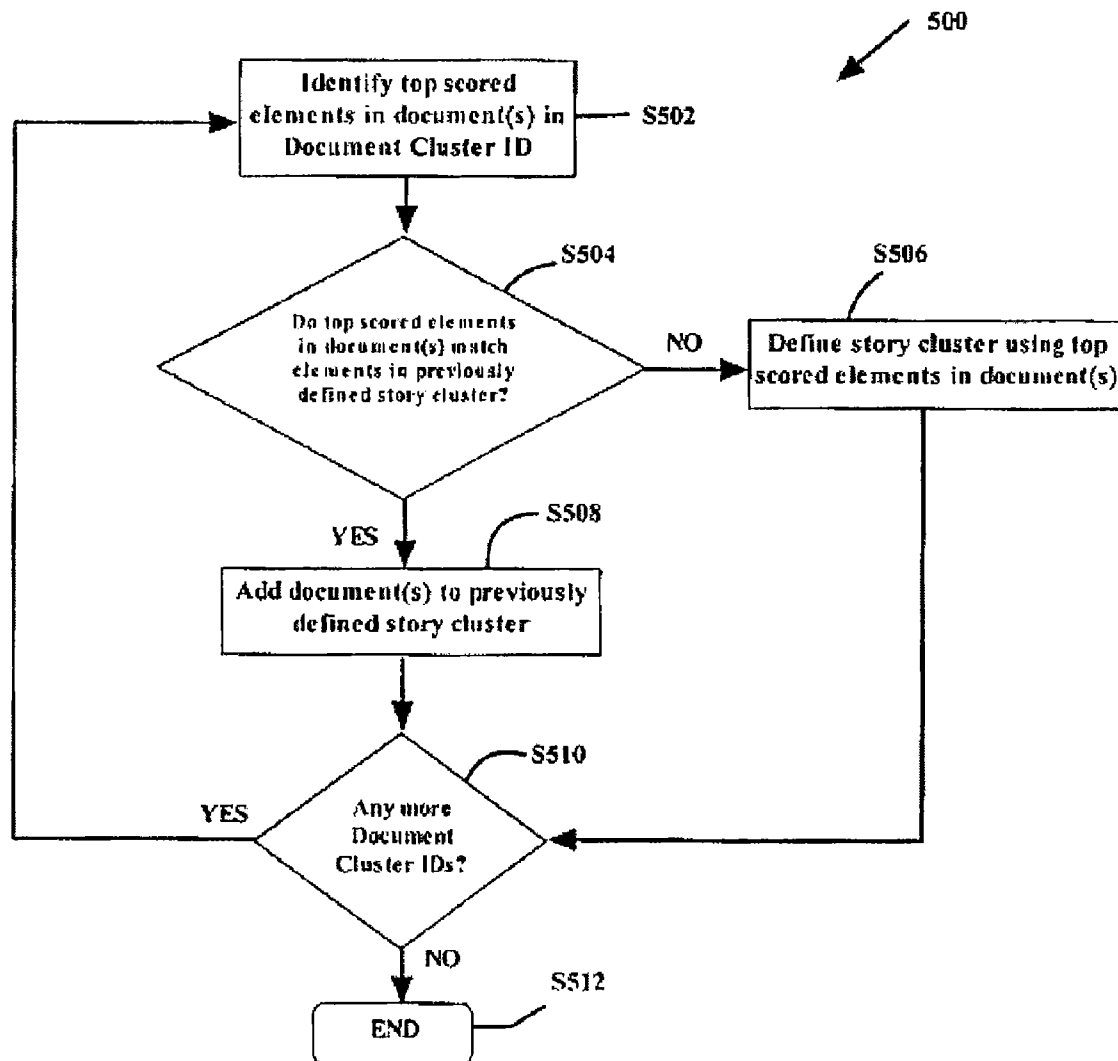 500
Identify top scored
elements in document(s) in
Document Cluster ID
S502
S504
Do top scored elements
in document(s) match
elements in previously
defined story cluster?
NO
S506
Define story cluster using top
scored elements in document(s)
YES
S508
Add document(s) to previously
defined story cluster
S510
Any more
Document
Cluster IDs?
YES
NO
S512
END